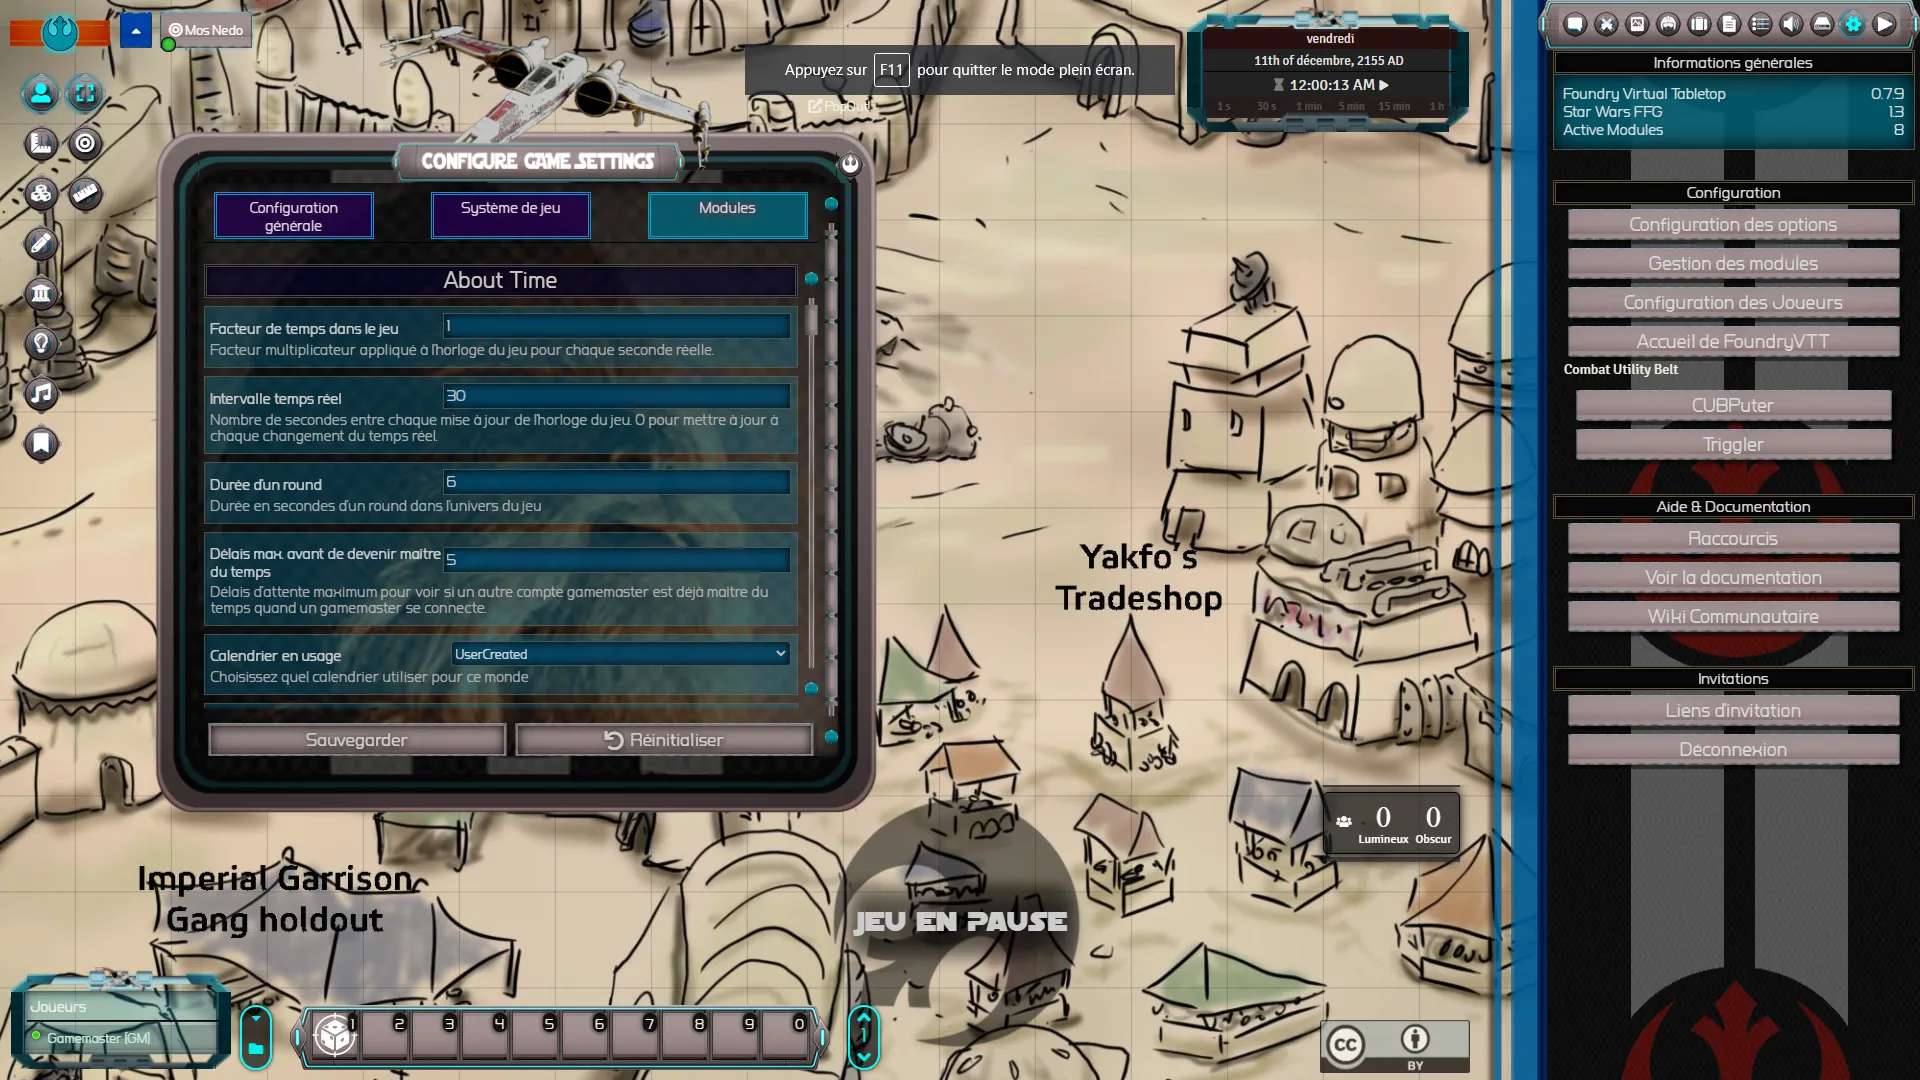 Mos Nedo
Appuyez sur F11 pour quitter le mode plein écran.
PopOut!
vendredi
11th of décembre, 2155 AD
12:00:13 AM
1 s 30 s 1 min 5 min 15 min 1 h
CONFIGURE GAME SETTINGS
Configuration
générale
Système de jeu
Modules
About Time
Facteur de temps dans le jeu
1
Facteur multiplicateur appliqué à l'horloge du jeu pour chaque seconde réelle.
Intervalle temps réel
30
Nombre de secondes entre chaque mise à jour de l'horloge du jeu. 0 pour mettre à jour à
chaque changement du temps réel.
Durée d'un round
6
Durée en secondes d'un round dans l'univers du jeu
Délais max. avant de devenir maître
du temps
5
Délais d'attente maximum pour voir si un autre compte gamemaster est déjà maître du
temps quand un gamemaster se connecte.
Calendrier en usage
UserCreated
Choisissez quel calendrier utiliser pour ce monde
Sauvegarder
Réinitialiser
Informations générales
Foundry Virtual Tabletop 0.7.9
Star Wars FFG 1.3
Active Modules 8
Configuration
Configuration des options
Gestion des modules
Configuration des Joueurs
Accueil de FoundryVTT
Combat Utility Belt
CUBPuter
Triggler
Aide & Documentation
Raccourcis
Voir la documentation
Wiki Communautaire
Invitations
Liens d'invitation
Déconnexion
Yakfo's
Tradeshop
Imperial Garrison
Gang holdout
JEU EN PAUSE
0 0
Lumineux Obscur
Joueurs
Gamemaster [GM]
1 2 3 4 5 6 7 8 9 0
1
CC
BY